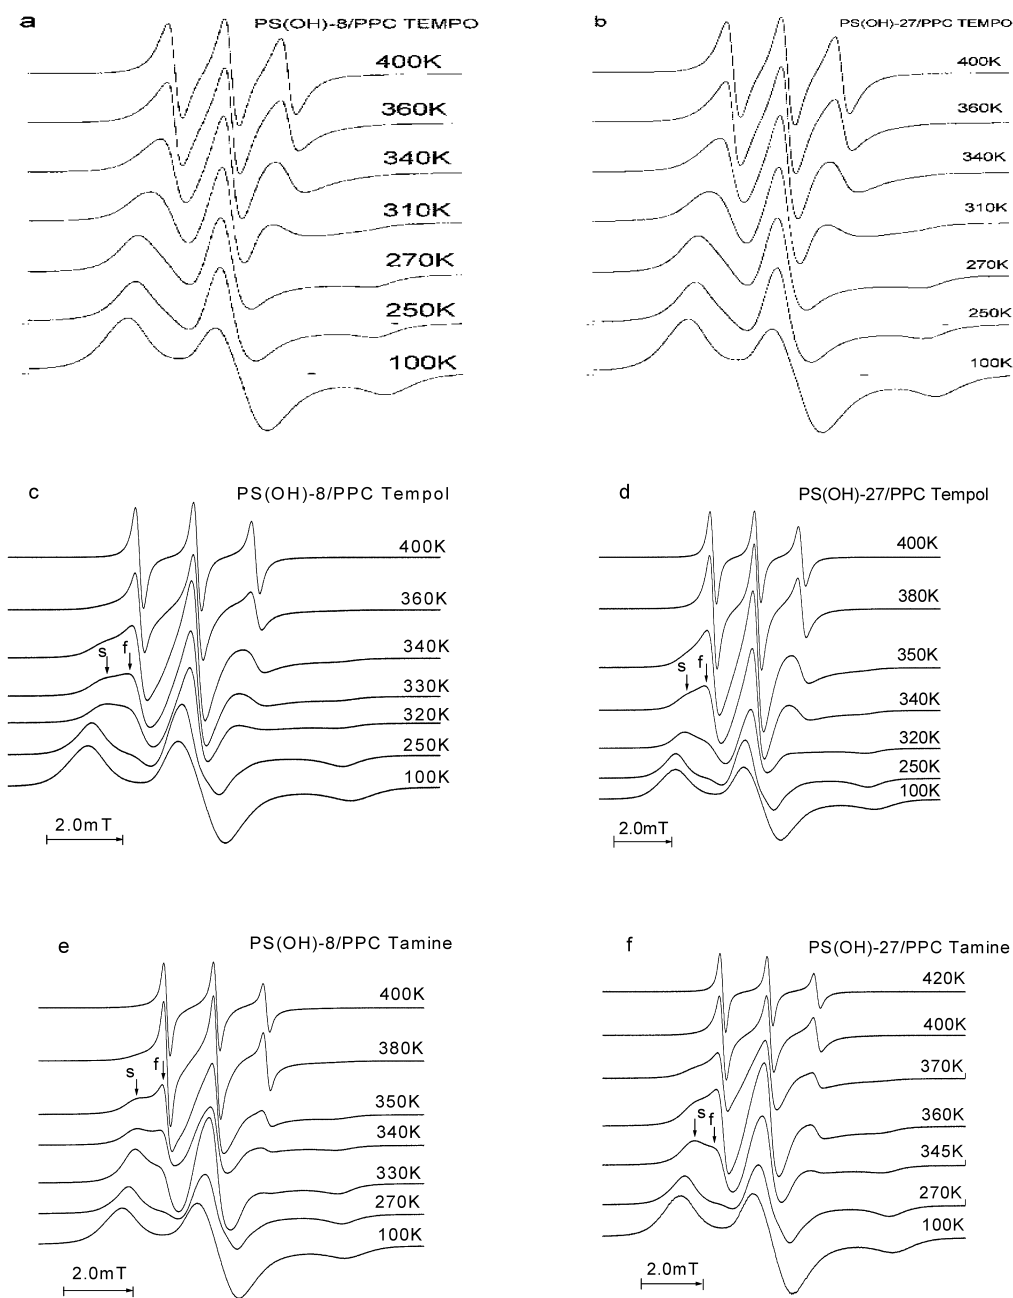 a PS(OH)-8/PPC TEMPO
400K
360K
340K
310K
270K
250K
100K
b PS(OH)-27/PPC TEMPO
400K
360K
340K
310K
270K
250K
100K
c PS(OH)-8/PPC Tempol
400K
360K
340K
s f
330K
320K
250K
100K
2.0mT
d PS(OH)-27/PPC Tempol
400K
380K
350K
s f
340K
320K
250K
100K
2.0mT
e PS(OH)-8/PPC Tamine
400K
380K
s f
350K
340K
330K
270K
100K
2.0mT
f PS(OH)-27/PPC Tamine
420K
400K
370K
360K
s f
345K
270K
100K
2.0mT